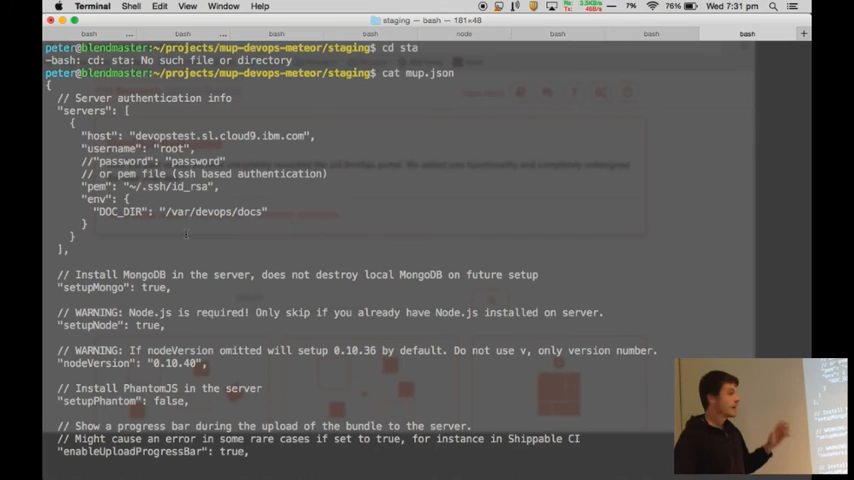 Terminal Shell Edit View Window Help 7% 76% Wed 7:31 pm
staging — bash — 181×48
bash bash bash bash node bash bash bash
peter@blendmaster:~/projects/mup-devops-meteor/staging$ cd sta
-bash: cd: sta: No such file or directory
peter@blendmaster:~/projects/mup-devops-meteor/staging$ cat mup.json
{
// Server authentication info
"servers": [
{
"host": "devopstest.sl.cloud9.ibm.com",
"username": "root",
//"password": "password"
// or pem file (ssh based authentication)
"pem": "~/.ssh/id_rsa",
"env": {
"DOC_DIR": "/var/devops/docs"
}
}
],
// Install MongoDB in the server, does not destroy local MongoDB on future setup
"setupMongo": true,
// WARNING: Node.js is required! Only skip if you already have Node.js installed on server.
"setupNode": true,
// WARNING: If nodeVersion omitted will setup 0.10.36 by default. Do not use v, only version number.
"nodeVersion": "0.10.40",
// Install PhantomJS in the server
"setupPhantom": false,
// Show a progress bar during the upload of the bundle to the server.
// Might cause an error in some rare cases if set to true, for instance in Shippable CI
"enableUploadProgressBar": true,